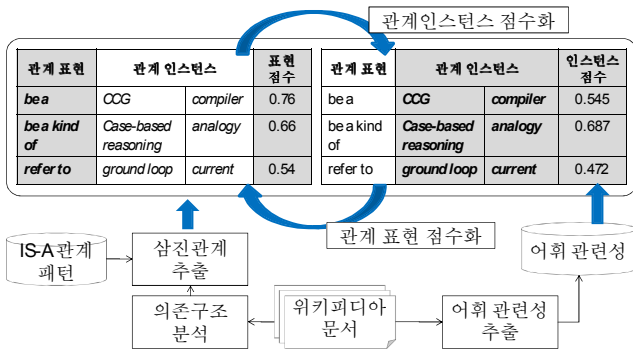 관계인스턴스 점수화
관계 표현 관계 인스턴스 표현 점수
be a CCG compiler 0.76
be a kind of Case-based reasoning analogy 0.66
refer to ground loop current 0.54
관계 표현 관계 인스턴스 인스턴스 점수
be a CCG compiler 0.545
be a kind of Case-based reasoning analogy 0.687
refer to ground loop current 0.472
관계 표현 점수화
IS-A 관계
패턴
삼진관계
추출
어휘 관련성
의존구조
분석
위키피디아
문서
어휘 관련성
추출